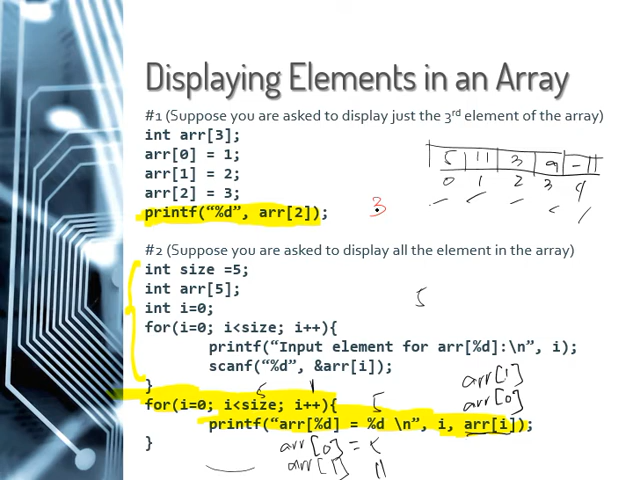 Displaying Elements in an Array
#1 (Suppose you are asked to display just the 3rd element of the array)
int arr[3];
arr[0] = 1;
arr[1] = 2;
arr[2] = 3;
printf(“%d”, arr[2]);
3
5 11 3 9 -11
0 1 2 3 4
#2 (Suppose you are asked to display all the element in the array)
int size =5;
int arr[5];
int i=0;
for(i=0; i<size; i++){
printf(“Input element for arr[%d]:\n”, i);
scanf(“%d”, &arr[i]);
}
5
arr[1]
arr[0]
5 1 5
for(i=0; i<size; i++){
printf(“arr[%d] = %d \n”, i, arr[i]);
}
arr[0] =
arr[1] 11